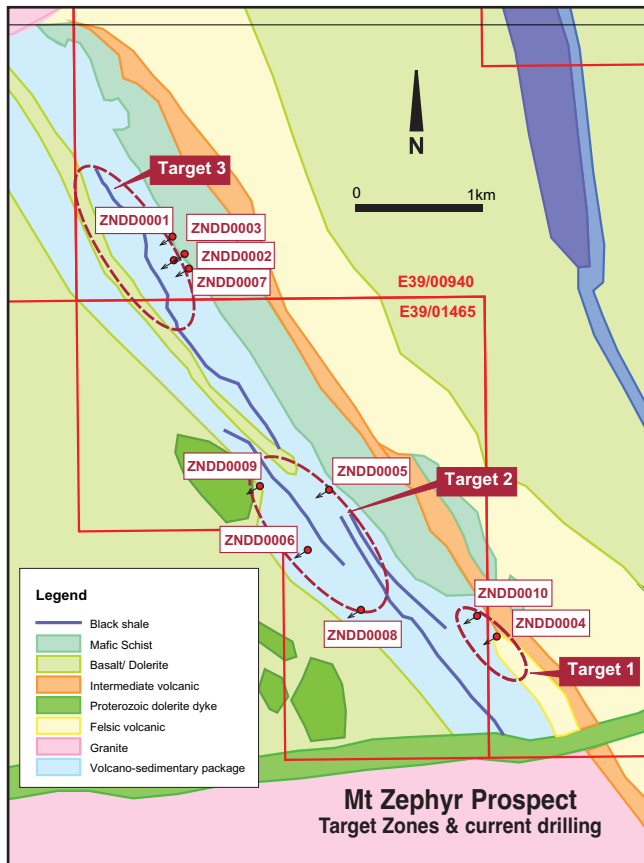 Target 3
ZNDD0001
ZNDD0003
ZNDD0002
ZNDD0007
N
0 1km
E39/00940
E39/01465
ZNDD0009
ZNDD0005
Target 2
ZNDD0006
ZNDD0008
ZNDD0010
ZNDD0004
Target 1
Legend
Black shale
Mafic Schist
Basalt/ Dolerite
Intermediate volcanic
Proterozoic dolerite dyke
Felsic volcanic
Granite
Volcano-sedimentary package
Mt Zephyr Prospect
Target Zones & current drilling